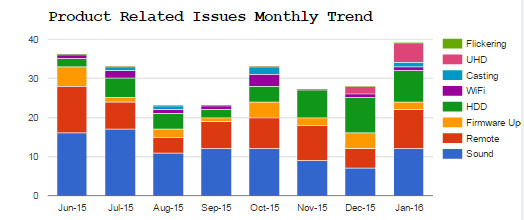 Product Related Issues Monthly Trend
40
30
20
10
0
Jun-15 Jul-15 Aug-15 Sep-15 Oct-15 Nov-15 Dec-15 Jan-16
Flickering
UHD
Casting
WiFi
HDD
Firmware Up
Remote
Sound